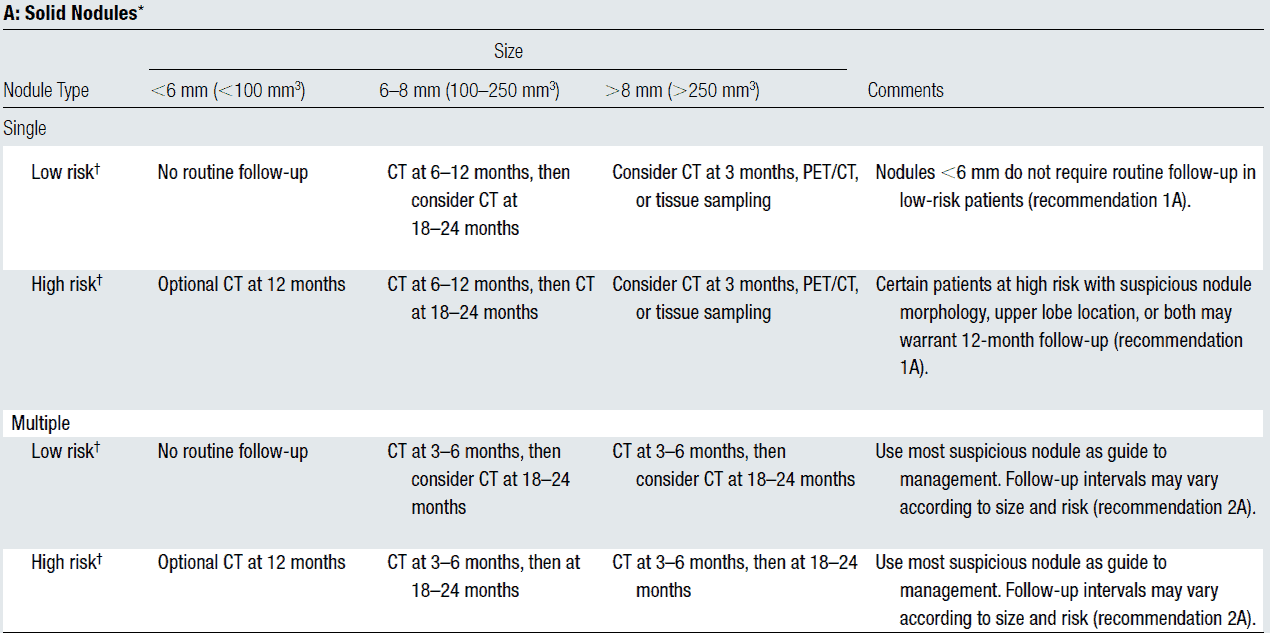 A: Solid Nodules*
Size
Nodule Type <6 mm (<100 mm³) 6–8 mm (100–250 mm³) >8 mm (>250 mm³) Comments
Single
Low risk† No routine follow-up CT at 6–12 months, then Consider CT at 3 months, PET/CT, Nodules <6 mm do not require routine follow-up in
consider CT at or tissue sampling low-risk patients (recommendation 1A).
18–24 months
High risk† Optional CT at 12 months CT at 6–12 months, then CT Consider CT at 3 months, PET/CT, Certain patients at high risk with suspicious nodule
at 18–24 months or tissue sampling morphology, upper lobe location, or both may
warrant 12-month follow-up (recommendation
1A).
Multiple
Low risk† No routine follow-up CT at 3–6 months, then CT at 3–6 months, then Use most suspicious nodule as guide to
consider CT at 18–24 consider CT at 18–24 months management. Follow-up intervals may vary
months according to size and risk (recommendation 2A).
High risk† Optional CT at 12 months CT at 3–6 months, then at CT at 3–6 months, then at 18–24 Use most suspicious nodule as guide to
18–24 months months management. Follow-up intervals may vary
according to size and risk (recommendation 2A).